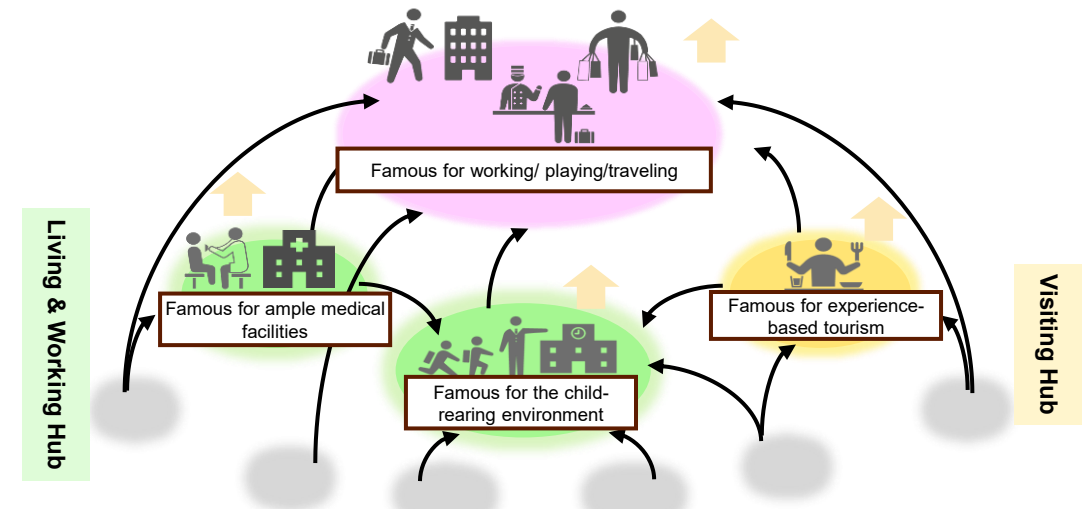 Famous for working/ playing/traveling
Living & Working Hub
Famous for ample medical
facilities
Famous for experience-
based tourism
Visiting Hub
Famous for the child-
rearing environment